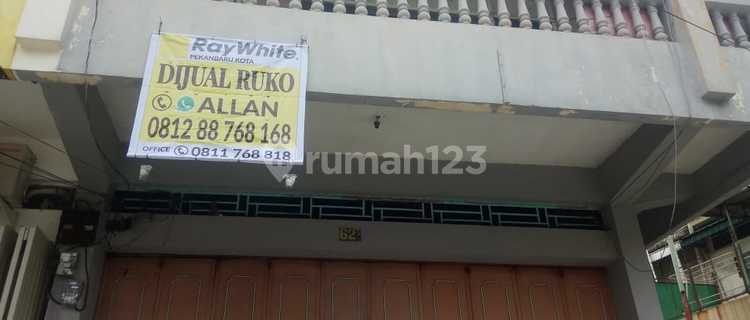 RayWhite.
PEKANBARU KOTA
DIJUAL RUKO
ALLAN
0812 88 768 168
OFFICE 0811 768 818
rumah123
62